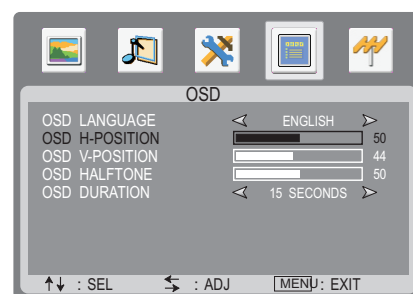 OSD
OSD LANGUAGE ENGLISH
OSD H-POSITION 50
OSD V-POSITION 44
OSD HALFTONE 50
OSD DURATION 15 SECONDS
: SEL : ADJ MENU : EXIT